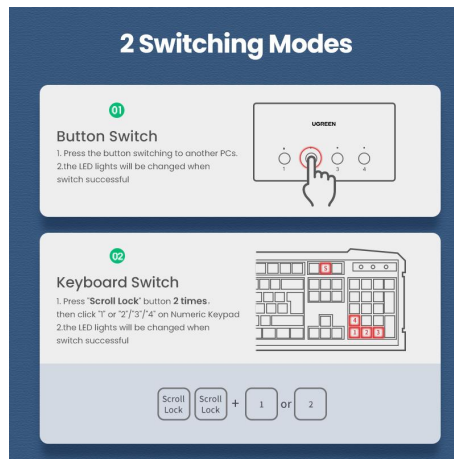 2 Switching Modes
01
Button Switch
1. Press the button switching to another PCs.
2.the LED lights will be changed when
switch successful
UGREEN
1 3 4
02
Keyboard Switch
1. Press "Scroll Lock" button 2 times,
then click "1" or "2"/"3"/"4" on Numeric Keypad
2.the LED lights will be changed when
switch successful
5
4
1 2 3
Scroll Lock Scroll Lock + 1 or 2